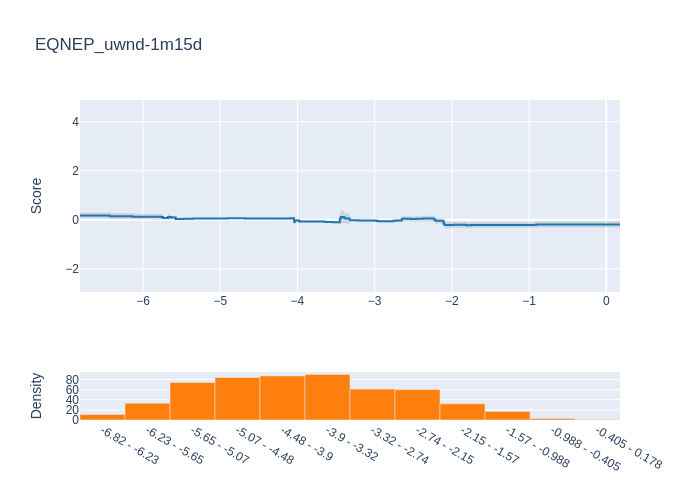 EQNEP_uwnd-1m15d
Score
4
2
0
−2
−6
−5
−4
−3
−2
−1
0
Density
80
60
40
20
0
-6.82 - -6.23
-6.23 - -5.65
-5.65 - -5.07
-5.07 - -4.48
-4.48 - -3.9
-3.9 - -3.32
-3.32 - -2.74
-2.74 - -2.15
-2.15 - -1.57
-1.57 - -0.988
-0.988 - -0.405
-0.405 - 0.178